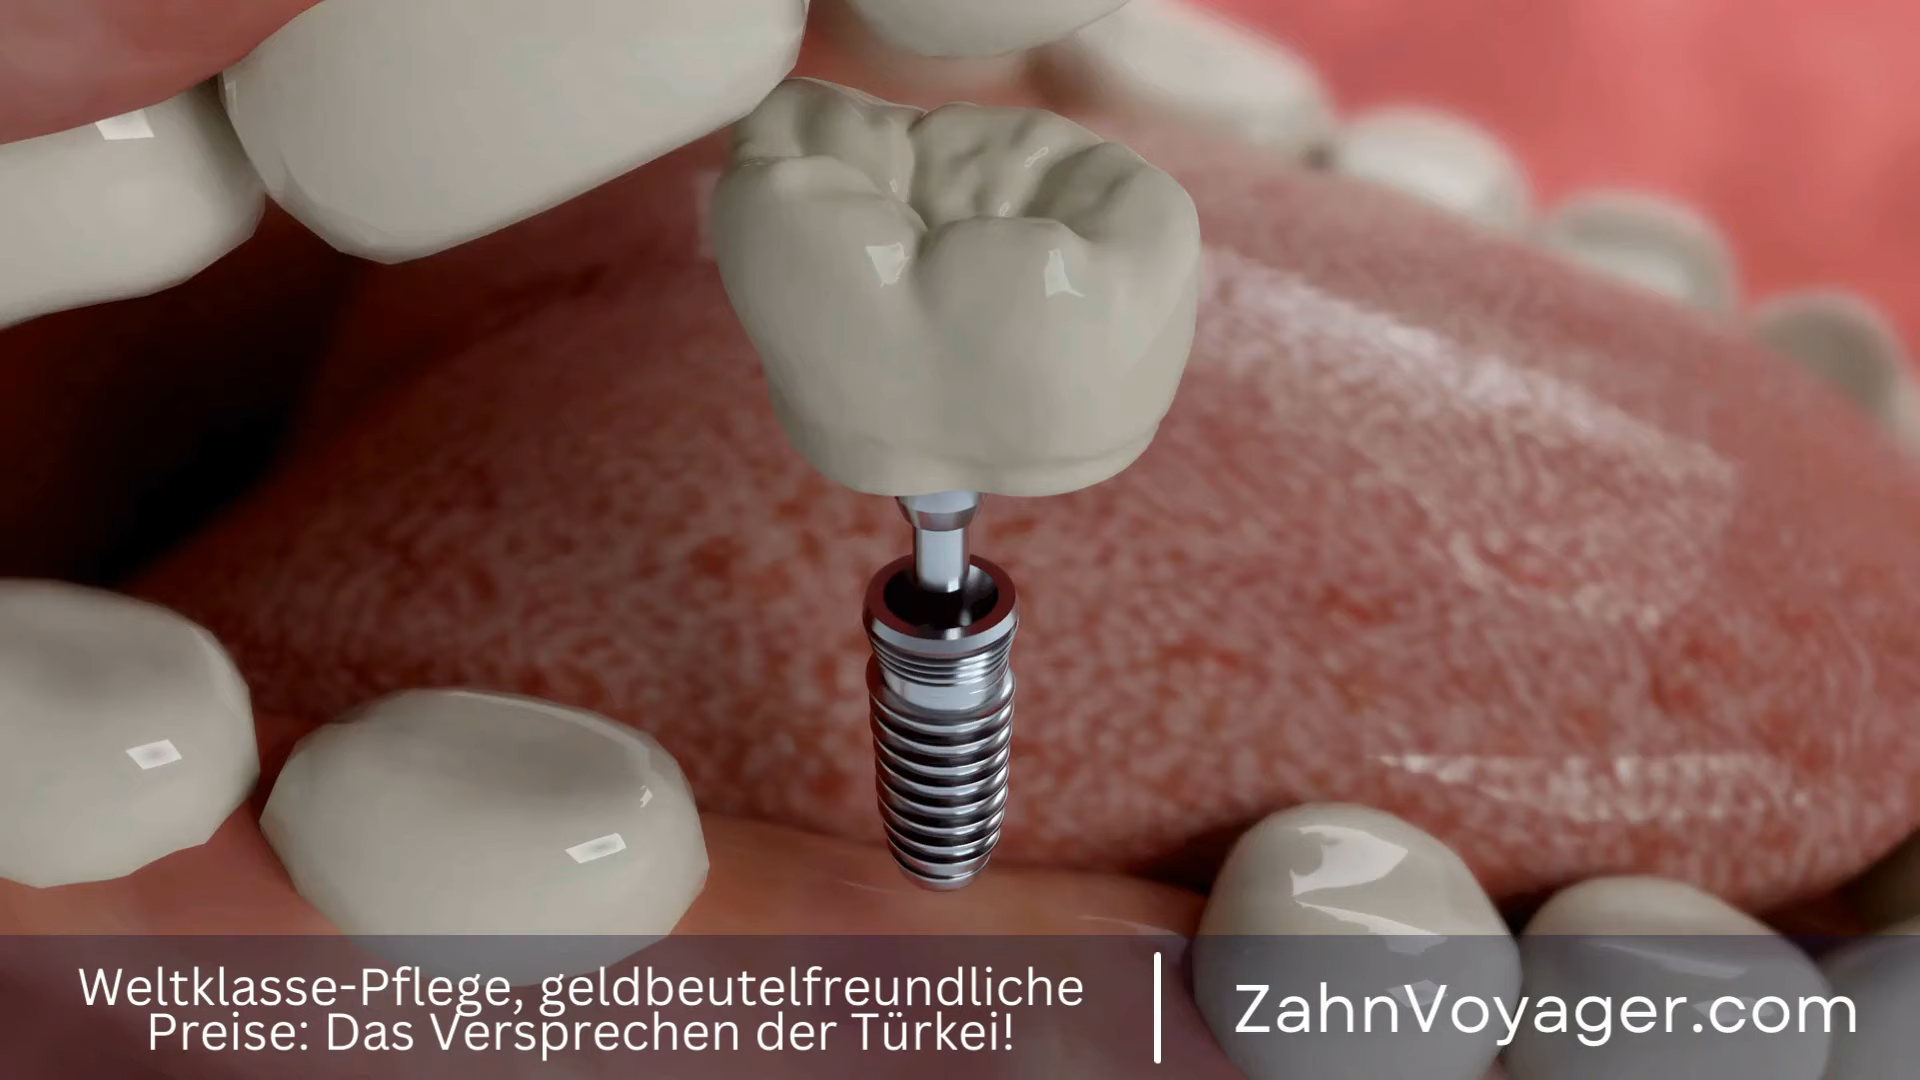 Weltklasse-Pflege, geldbeutelfreundliche
Preise: Das Versprechen der Türkei!
ZahnVoyager.com